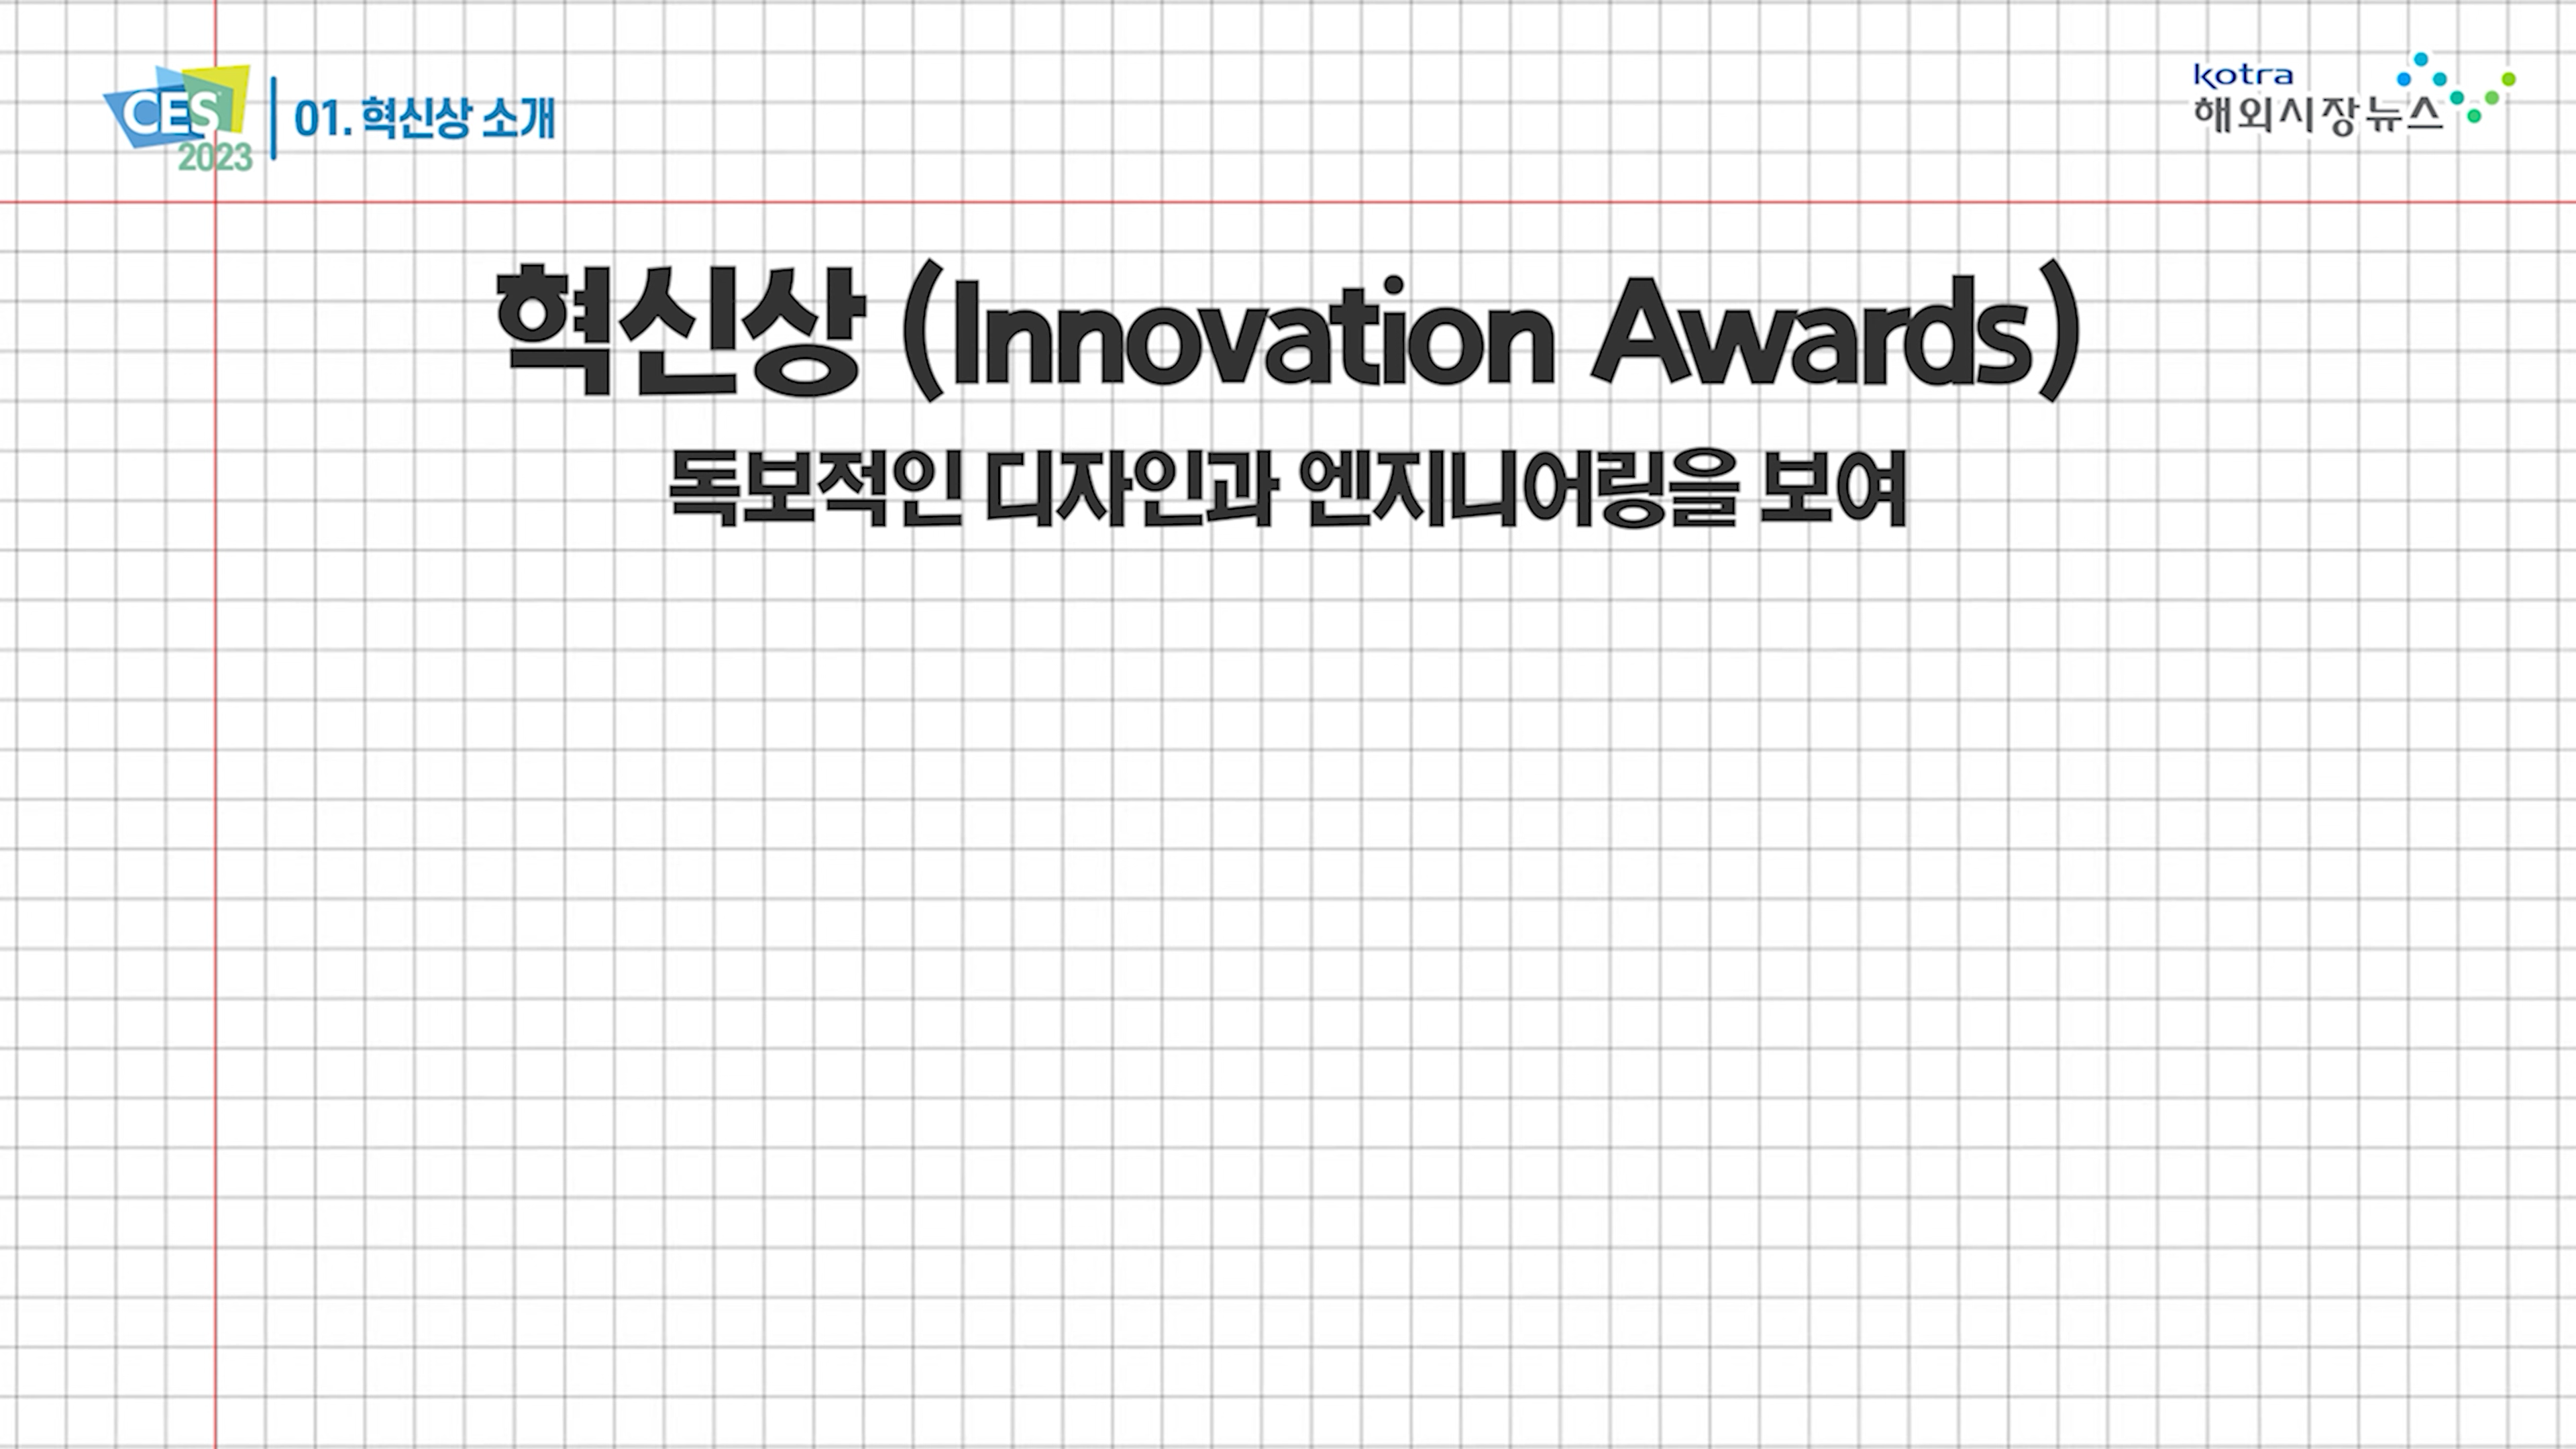 CES
2023
01. 혁신상 소개
kotra
해외시장뉴스
혁신상 (Innovation Awards)
독보적인 디자인과 엔지니어링을 보여